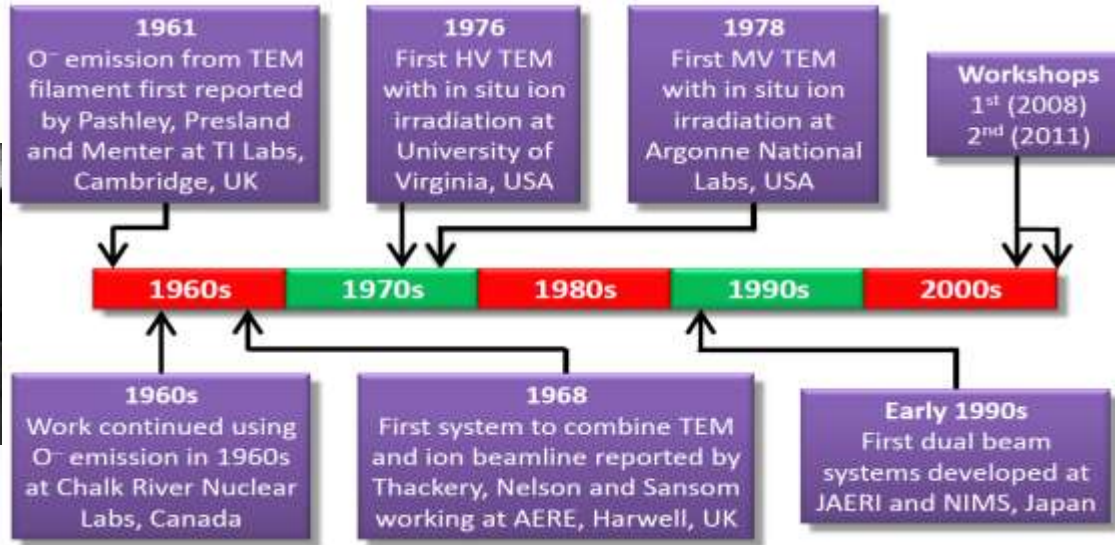 1961
O⁻ emission from TEM
filament first reported
by Pashley, Presland
and Menter at TI Labs,
Cambridge, UK
1976
First HV TEM
with in situ ion
irradiation at
University of
Virginia, USA
1978
First MV TEM
with in situ ion
irradiation at
Argonne National
Labs, USA
Workshops
1st (2008)
2nd (2011)
1960s
1970s
1980s
1990s
2000s
1960s
Work continued using
O⁻ emission in 1960s
at Chalk River Nuclear
Labs, Canada
1968
First system to combine TEM
and ion beamline reported by
Thackery, Nelson and Sansom
working at AERE, Harwell, UK
Early 1990s
First dual beam
systems developed at
JAERI and NIMS, Japan